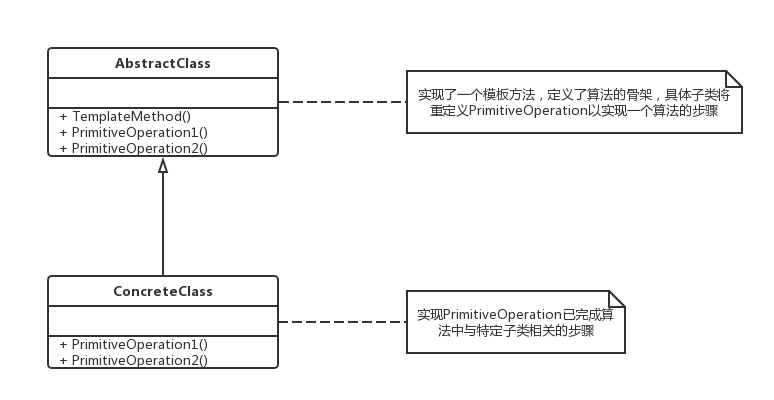 AbstractClass
+ TemplateMethod()
+ PrimitiveOperation1()
+ PrimitiveOperation2()
实现了一个模板方法，定义了算法的骨架，具体子类将
重定义PrimitiveOperation以实现一个算法的步骤
ConcreteClass
+ PrimitiveOperation1()
+ PrimitiveOperation2()
实现PrimitiveOperation已完成算
法中与特定子类相关的步骤